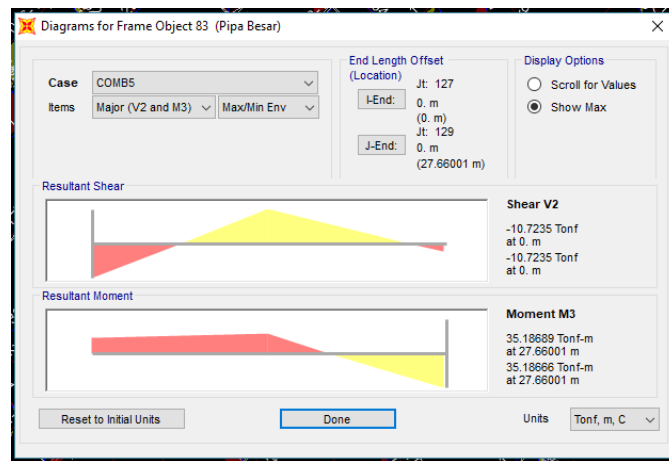 Diagrams for Frame Object 83 (Pipa Besar)
Case COMB5
Items Major (V2 and M3) Max/Min Env
End Length Offset
(Location)
Jt: 127
I-End: 0. m
(0. m)
Jt: 129
J-End: 0. m
(27.66001 m)
Display Options
Scroll for Values
Show Max
Resultant Shear
Shear V2
-10.7235 Tonf
at 0. m
-10.7235 Tonf
at 0. m
Resultant Moment
Moment M3
35.18689 Tonf-m
at 27.66001 m
35.18666 Tonf-m
at 27.66001 m
Reset to Initial Units Done Units Tonf, m, C